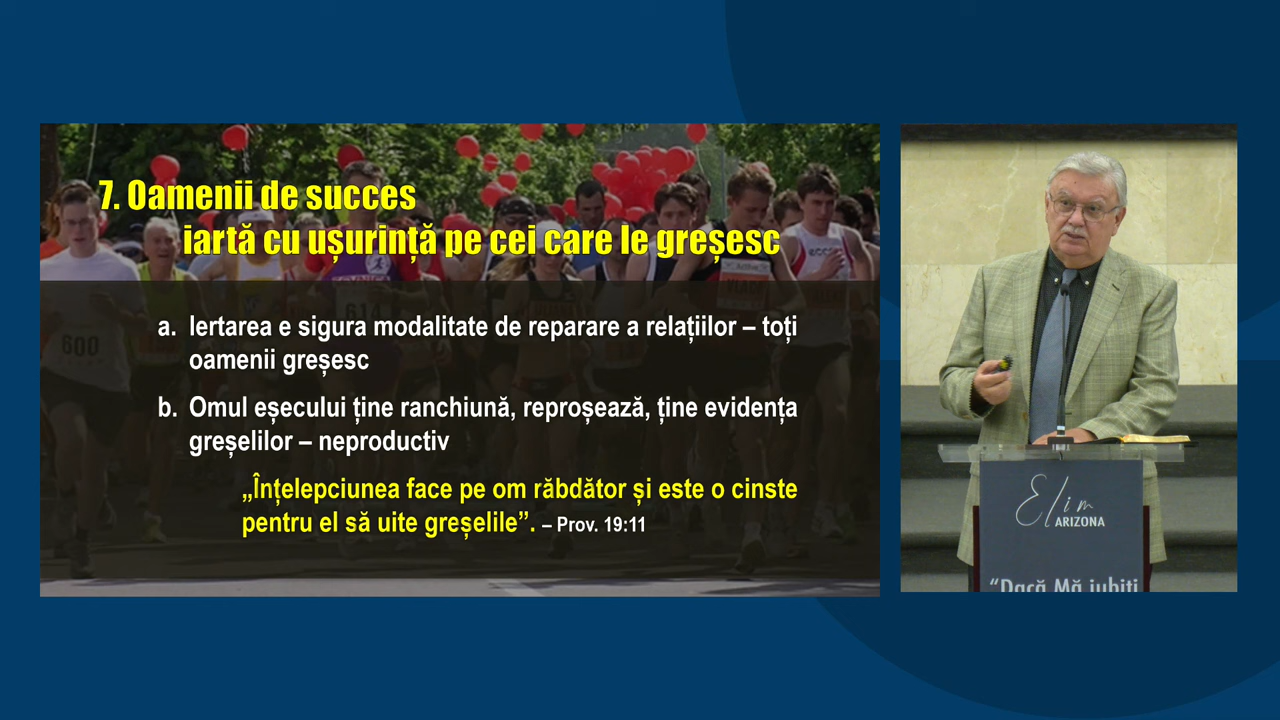 7. Oamenii de succes
iartă cu ușurință pe cei care le greșesc
a. Iertarea e sigura modalitate de reparare a relațiilor – toți
oamenii greșesc
b. Omul eșecului ține ranchiună, reproșează, ține evidența
greșelilor – neproductiv
„Înțelepciunea face pe om răbdător și este o cinste
pentru el să uite greșelile”. – Prov. 19:11
600
614
Elim
ARIZONA
“Dacă Mă iubiți